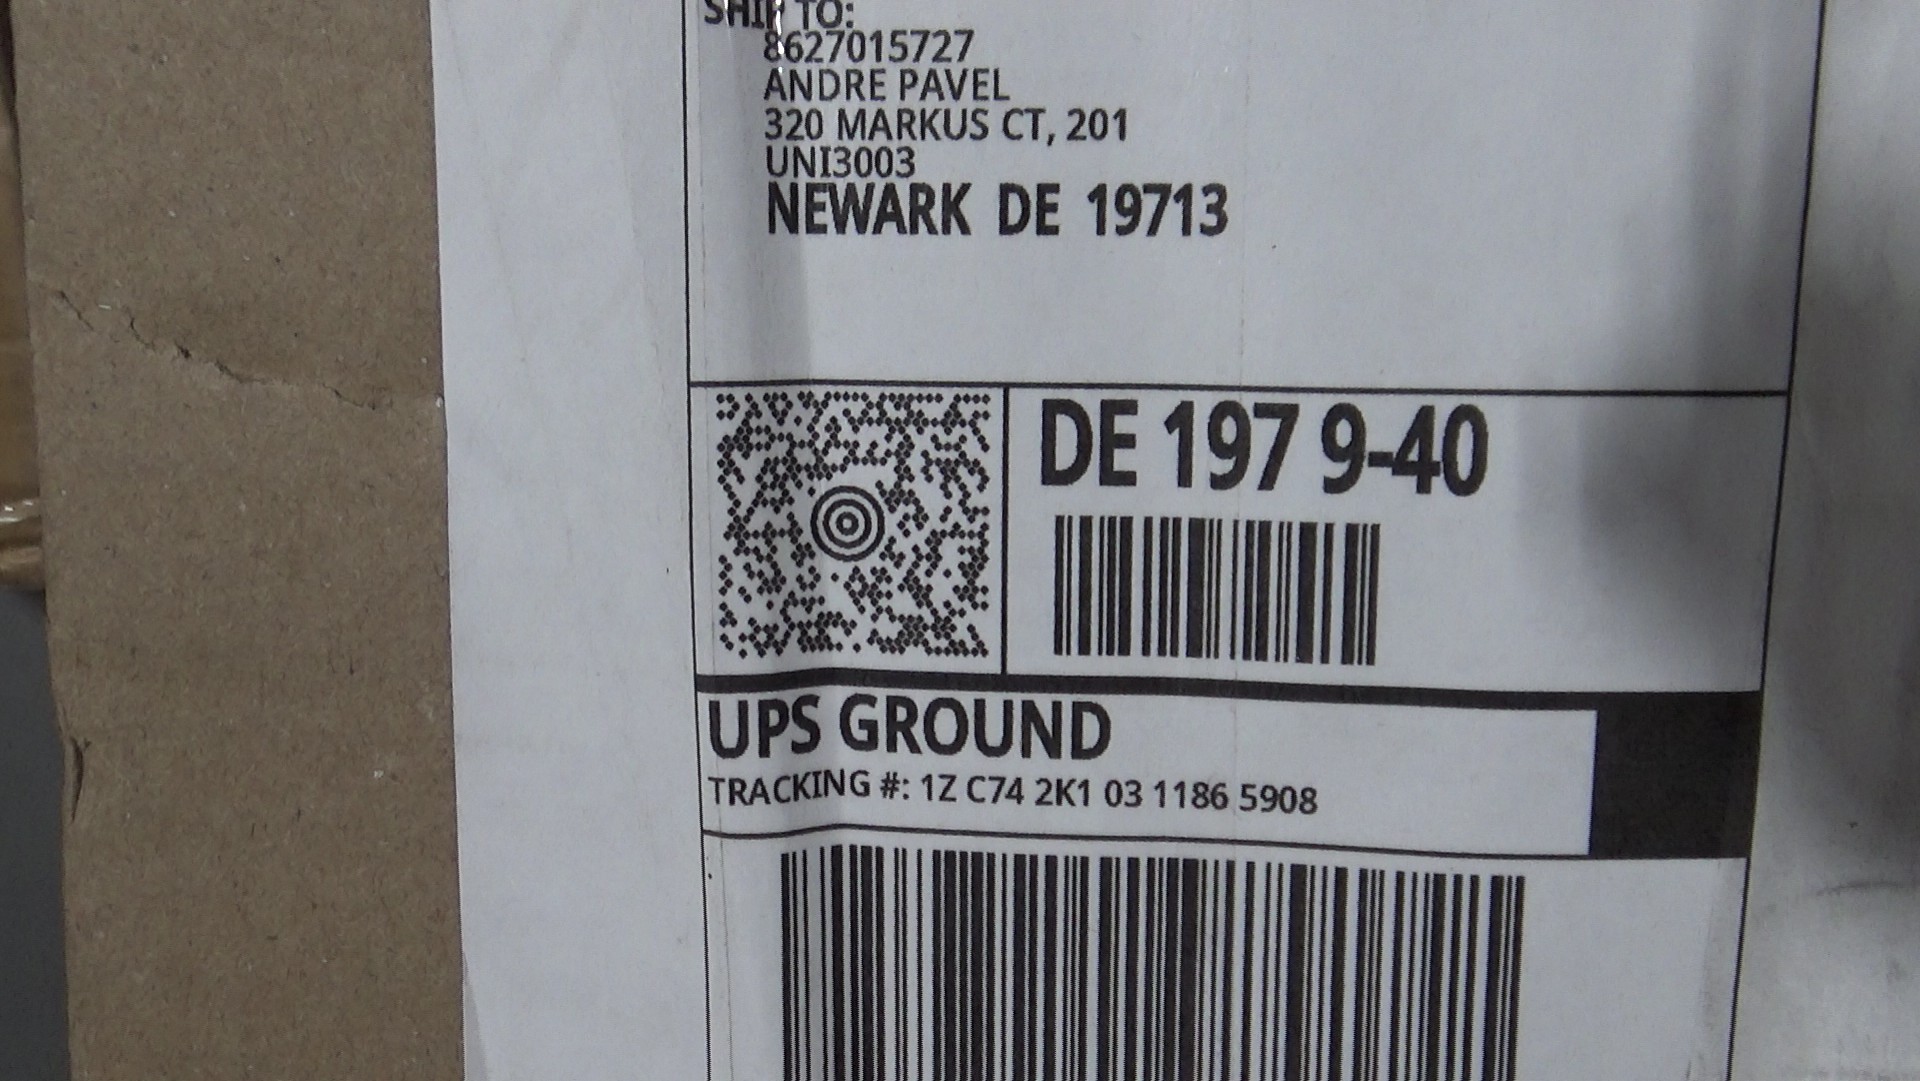 SHIP TO:
8627015727
ANDRE PAVEL
320 MARKUS CT, 201
UNI3003
NEWARK DE 19713
DE 197 9-40
UPS GROUND
TRACKING #: 1Z C74 2K1 03 1186 5908